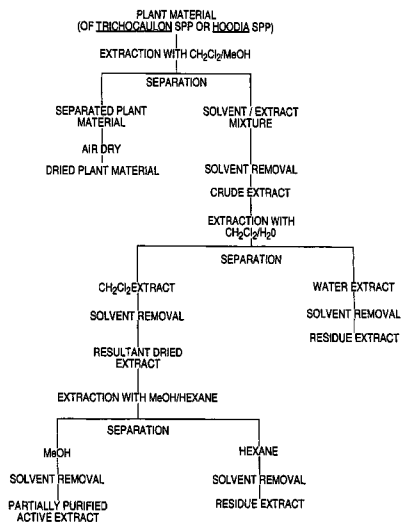 PLANT MATERIAL
(OF TRICHOCAULON SPP OR HOODIA SPP)
EXTRACTION WITH CH2Cl2/MeOH
SEPARATION
SEPARATED PLANT
MATERIAL
AIR DRY
DRIED PLANT MATERIAL
SOLVENT / EXTRACT
MIXTURE
SOLVENT REMOVAL
CRUDE EXTRACT
EXTRACTION WITH
CH2Cl2/H20
SEPARATION
CH2Cl2EXTRACT
SOLVENT REMOVAL
RESULTANT DRIED
EXTRACT
EXTRACTION WITH MeOH/HEXANE
WATER EXTRACT
SOLVENT REMOVAL
RESIDUE EXTRACT
SEPARATION
MeOH
SOLVENT REMOVAL
PARTIALLY PURIFIED
ACTIVE EXTRACT
HEXANE
SOLVENT REMOVAL
RESIDUE EXTRACT